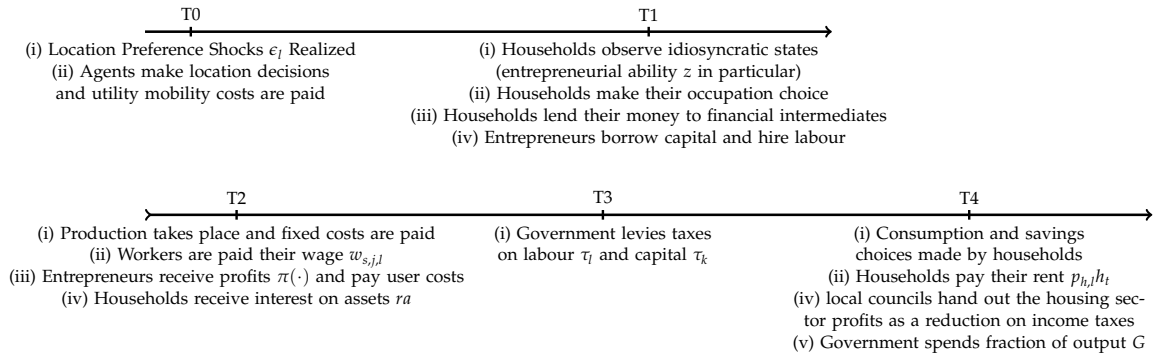 T0
(i) Location Preference Shocks ϵ_l Realized
(ii) Agents make location decisions
and utility mobility costs are paid
T1
(i) Households observe idiosyncratic states
(entrepreneurial ability z in particular)
(ii) Households make their occupation choice
(iii) Households lend their money to financial intermediates
(iv) Entrepreneurs borrow capital and hire labour
T2
(i) Production takes place and fixed costs are paid
(ii) Workers are paid their wage w_{s,j,l}
(iii) Entrepreneurs receive profits π(·) and pay user costs
(iv) Households receive interest on assets ra
T3
(i) Government levies taxes
on labour τ_l and capital τ_k
T4
(i) Consumption and savings
choices made by households
(ii) Households pay their rent p_{h,l}h_t
(iv) local councils hand out the housing sec-
tor profits as a reduction on income taxes
(v) Government spends fraction of output G